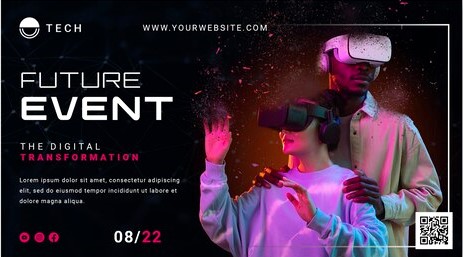 TECH
WWW.YOURWEBSITE.COM
FUTURE
EVENT
THE DIGITAL
TRANSFORMATION
Lorem ipsum dolor sit amet, consectetur adipiscing
elit, sed do eiusmod tempor incididunt ut labore et
dolore magna aliqua.
08/22